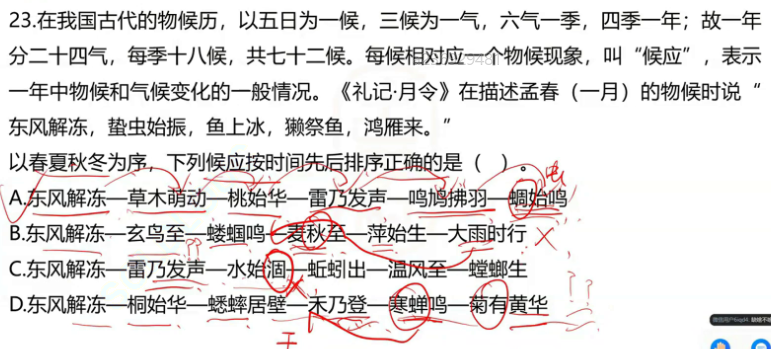 23.在我国古代的物候历，以五日为一候，三候为一气，六气一季，四季一年；故一年
分二十四气，每季十八候，共七十二候。每候相对应一个物候现象，叫“候应”，表示
一年中物候和气候变化的一般情况。《礼记·月令》在描述孟春（一月）的物候时说“
东风解冻，蛰虫始振，鱼上冰，獭祭鱼，鸿雁来。”
以春夏秋冬为序，下列候应按时间先后排序正确的是（ ）。
A.东风解冻—草木萌动—桃始华—雷乃发声—鸣鸠拂羽—蜩始鸣
B.东风解冻—玄鸟至—蝼蝈鸣—麦秋至—萍始生—大雨时行
C.东风解冻—雷乃发声—水始涸—蚯蚓出—温风至—螳螂生
D.东风解冻—桐始华—蟋蟀居壁—禾乃登—寒蝉鸣—菊有黄华